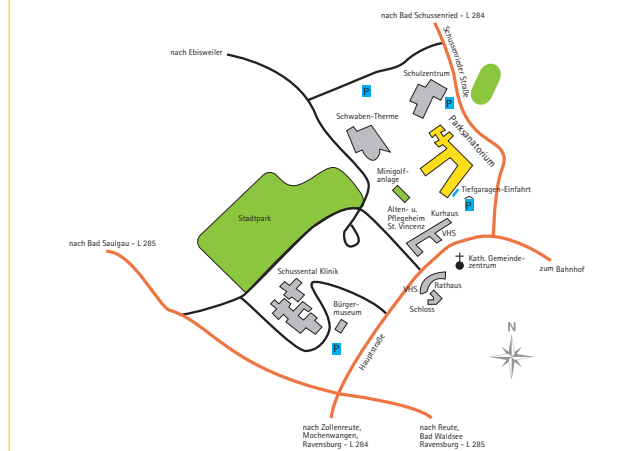 nach Bad Schussenried – L 284
Schussenrieder Straße
nach Ebisweiler
Schulzentrum
P
P
Schwaben-Therme
Parksanatorium
Minigolf-
anlage
Tiefgaragen-Einfahrt
P
Alten- u.
Pflegeheim
St. Vincenz
Kurhaus
Stadtpark
VHS
nach Bad Saulgau – L 285
Kath. Gemeinde-
zentrum
zum Bahnhof
Schussental Klinik
VHS
Rathaus
Schloss
Bürger-
museum
P
Hauptstraße
N
nach Zollenreute,
Mochenwangen,
Ravensburg – L 284
nach Reute,
Bad Waldsee
Ravensburg – L 285